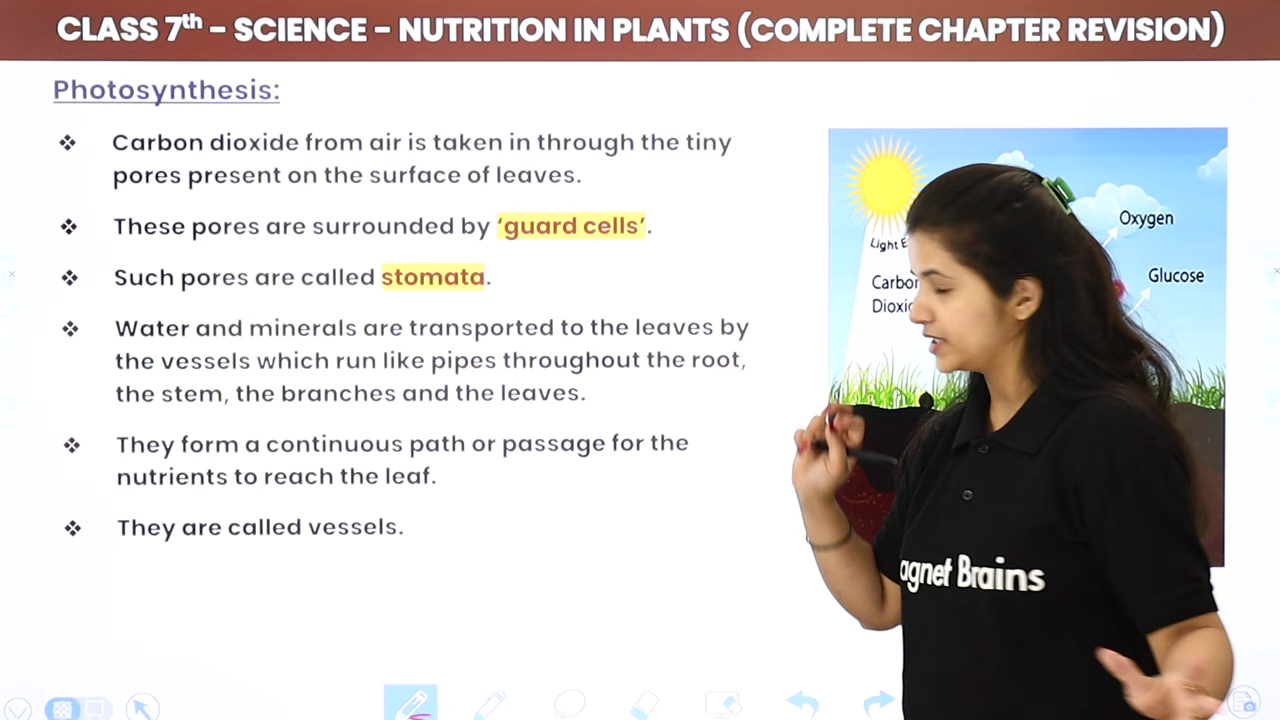 CLASS 7th – SCIENCE – NUTRITION IN PLANTS (COMPLETE CHAPTER REVISION)
Photosynthesis:
❖ Carbon dioxide from air is taken in through the tiny
pores present on the surface of leaves.
❖ These pores are surrounded by ‘guard cells’.
❖ Such pores are called stomata.
❖ Water and minerals are transported to the leaves by
the vessels which run like pipes throughout the root,
the stem, the branches and the leaves.
❖ They form a continuous path or passage for the
nutrients to reach the leaf.
❖ They are called vessels.
Oxygen
Light
Glucose
agnet Brains